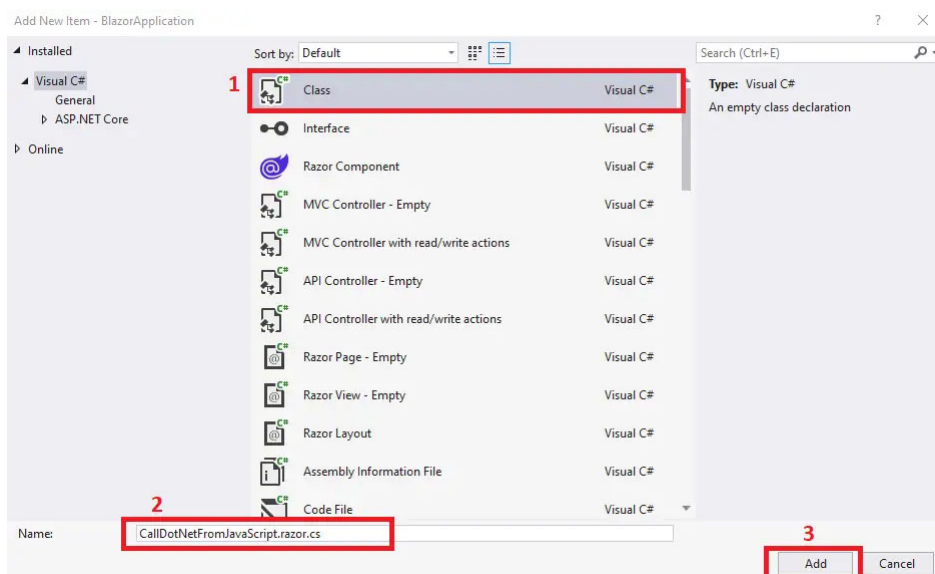 Add New Item - BlazorApplication
? ×
Installed
Sort by: Default
Search (Ctrl+E)
Visual C#
General
ASP.NET Core
Online
1
C# Class Visual C#
C# Interface Visual C#
Razor Component Visual C#
C# MVC Controller - Empty Visual C#
C# MVC Controller with read/write actions Visual C#
C# API Controller - Empty Visual C#
C# API Controller with read/write actions Visual C#
C# @ Razor Page - Empty Visual C#
C# @ Razor View - Empty Visual C#
C# @ Razor Layout Visual C#
C# Assembly Information File Visual C#
C# Code File Visual C#
Type: Visual C#
An empty class declaration
2
Name: CallDotNetFromJavaScript.razor.cs
3
Add Cancel